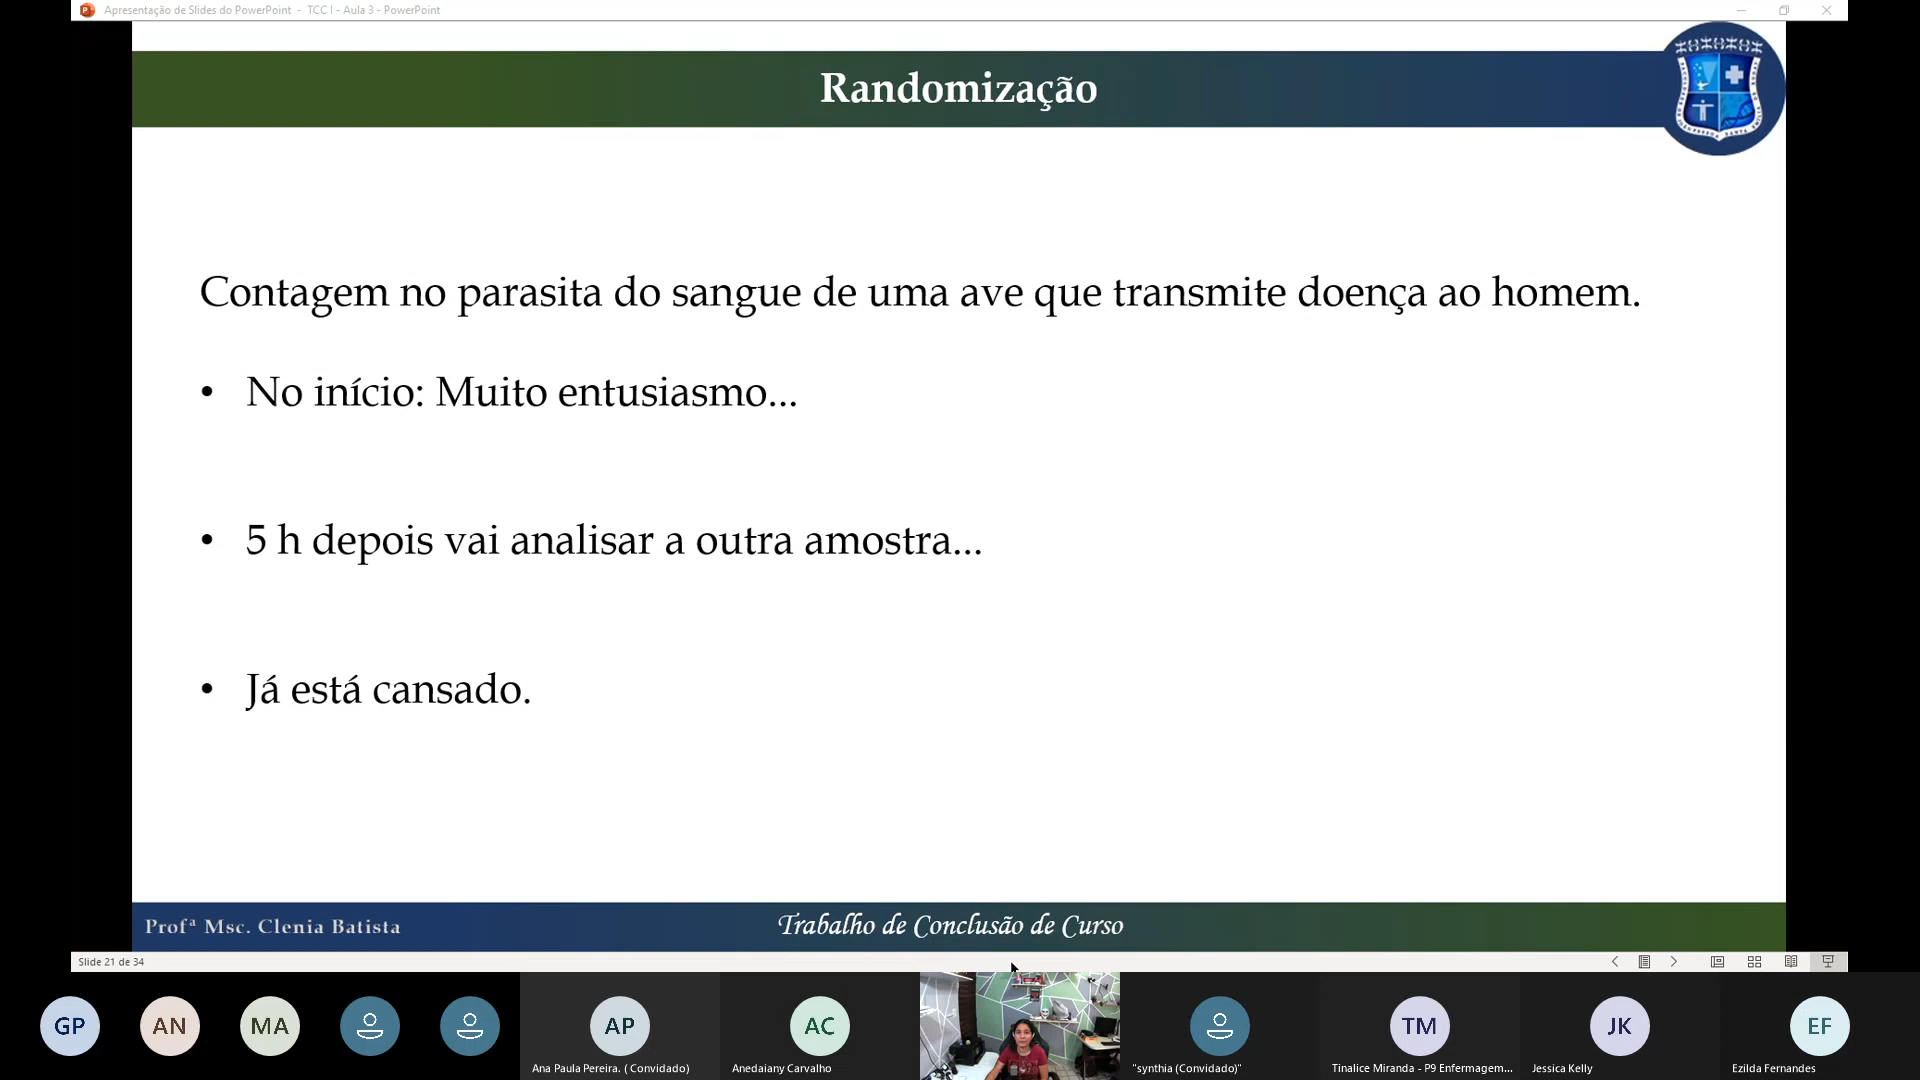 Apresentação de Slides do PowerPoint - TCC I - Aula 3 - PowerPoint
Randomização
Contagem no parasita do sangue de uma ave que transmite doença ao homem.
• No início: Muito entusiasmo...
• 5 h depois vai analisar a outra amostra...
• Já está cansado.
Profª Msc. Clenia Batista
Trabalho de Conclusão de Curso
Slide 21 de 34
GP
AN
MA
AP
AC
TM
JK
EF
Ana Paula Pereira. ( Convidado)
Anedaiany Carvalho
"synthia (Convidado)"
Tinalice Miranda - P9 Enfermagem...
Jessica Kelly
Ezilda Fernandes